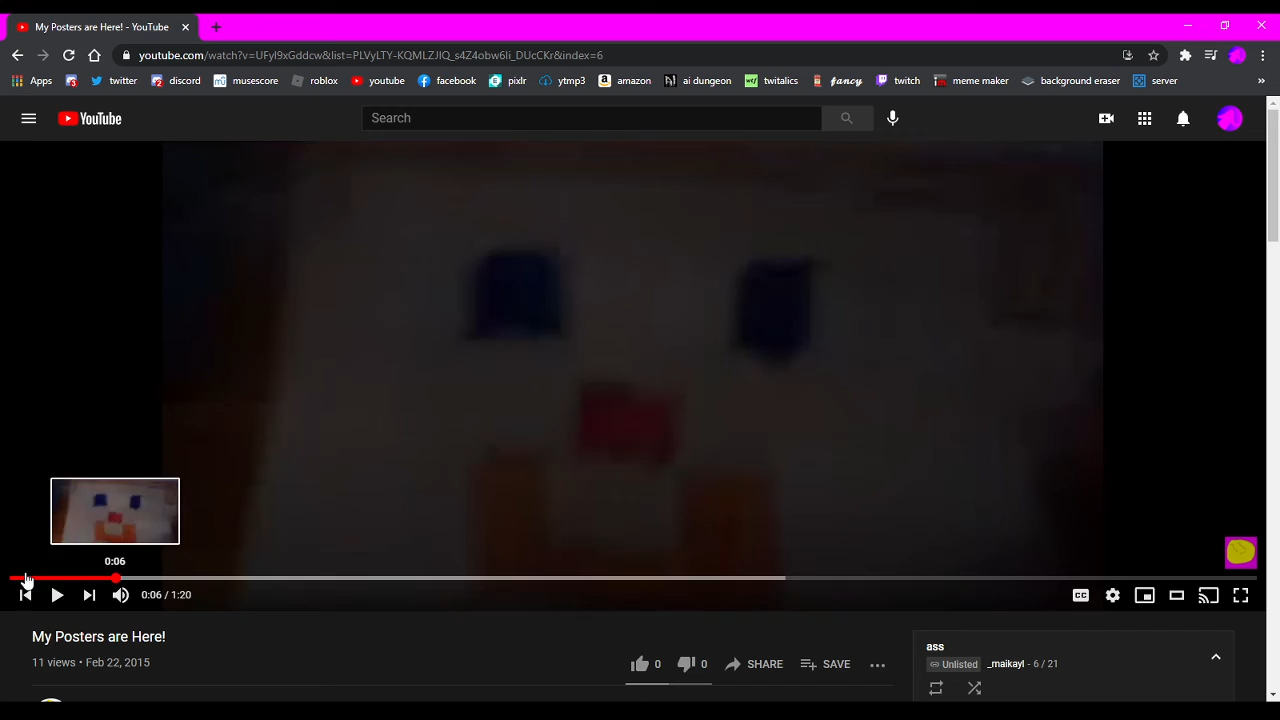 My Posters are Here! - YouTube
youtube.com/watch?v=UFyl9xGddcw&list=PLVyLTY-KQMLZJIQ_s4Z4obw6Ii_DUcCKr&index=6
Apps twitter discord musescore roblox youtube facebook pixlr ytmp3 amazon ai dungeon twitalics fancy twitch meme maker background eraser server
YouTube Search
0:06
0:06 / 1:20 CC
My Posters are Here!
11 views • Feb 22, 2015
0 0 SHARE SAVE
ass
Unlisted _maikayl - 6 / 21